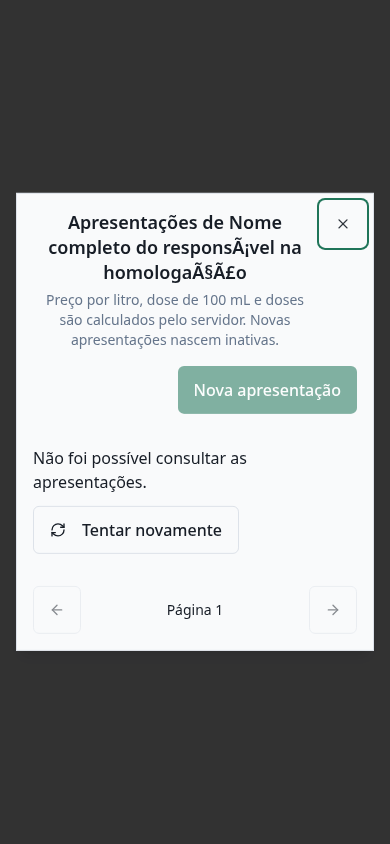 Apresentações de Nome
completo do responsÃ¡vel na
homologaÃ§Ã£o
Preço por litro, dose de 100 mL e doses
são calculados pelo servidor. Novas
apresentações nascem inativas.
Nova apresentação
Não foi possível consultar as
apresentações.
Tentar novamente
Página 1